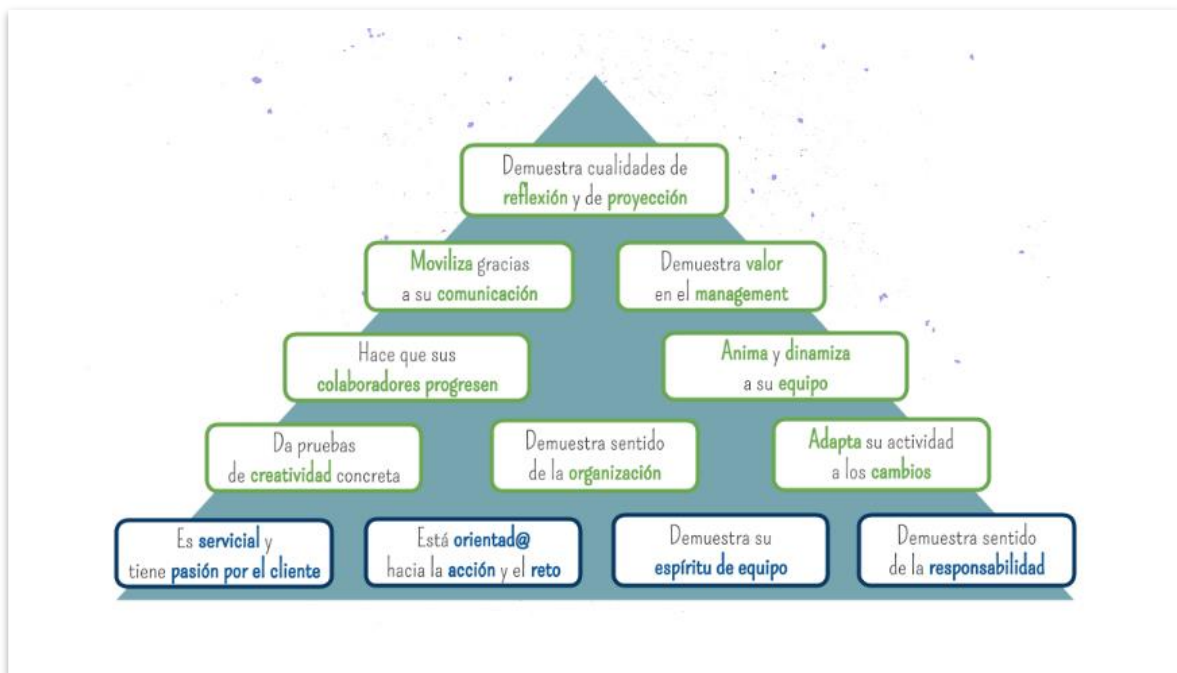 Demuestra cualidades de
reflexión y de proyección
Moviliza gracias
a su comunicación
Demuestra valor
en el management
Hace que sus
colaboradores progresen
Anima y dinamiza
a su equipo
Da pruebas
de creatividad concreta
Demuestra sentido
de la organización
Adapta su actividad
a los cambios
Es servicial y
tiene pasión por el cliente
Está orientad@
hacia la acción y el reto
Demuestra su
espíritu de equipo
Demuestra sentido
de la responsabilidad